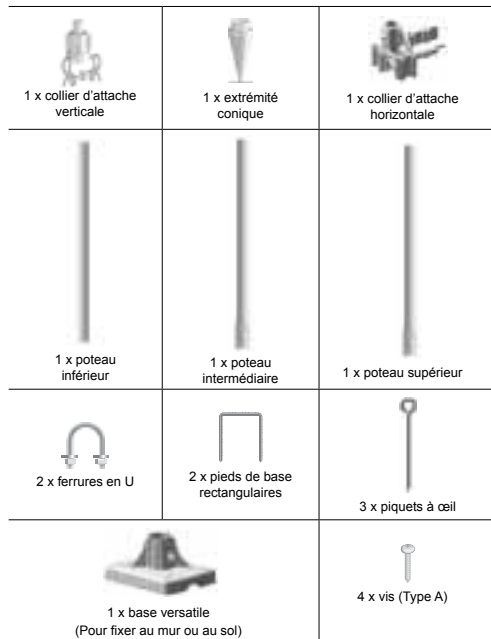 1 x collier d'attache
verticale
1 x extrémité
conique
1 x collier d'attache
horizontale
1 x poteau
inférieur
1 x poteau
intermédiaire
1 x poteau supérieur
2 x ferrures en U
2 x pieds de base
rectangulaires
3 x piquets à œil
1 x base versatile
(Pour fixer au mur ou au sol)
4 x vis (Type A)